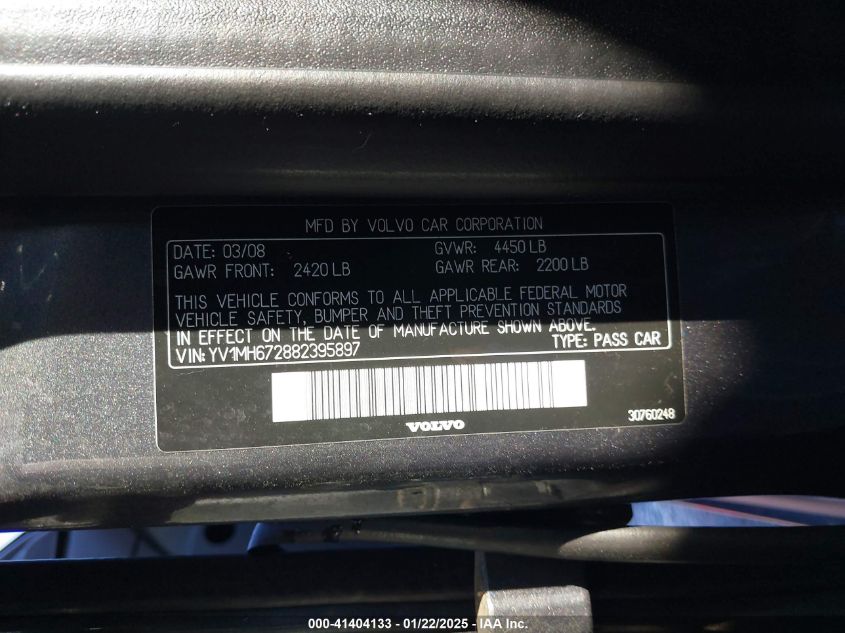 MFD BY VOLVO CAR CORPORATION
DATE: 03/08 GVWR: 4450 LB
GAWR FRONT: 2420 LB GAWR REAR: 2200 LB
THIS VEHICLE CONFORMS TO ALL APPLICABLE FEDERAL MOTOR
VEHICLE SAFETY, BUMPER AND THEFT PREVENTION STANDARDS
IN EFFECT ON THE DATE OF MANUFACTURE SHOWN ABOVE.
VIN: YV1MH672882395897 TYPE: PASS CAR
30760248
VOLVO
000-41404133 - 01/22/2025 - IAA Inc.